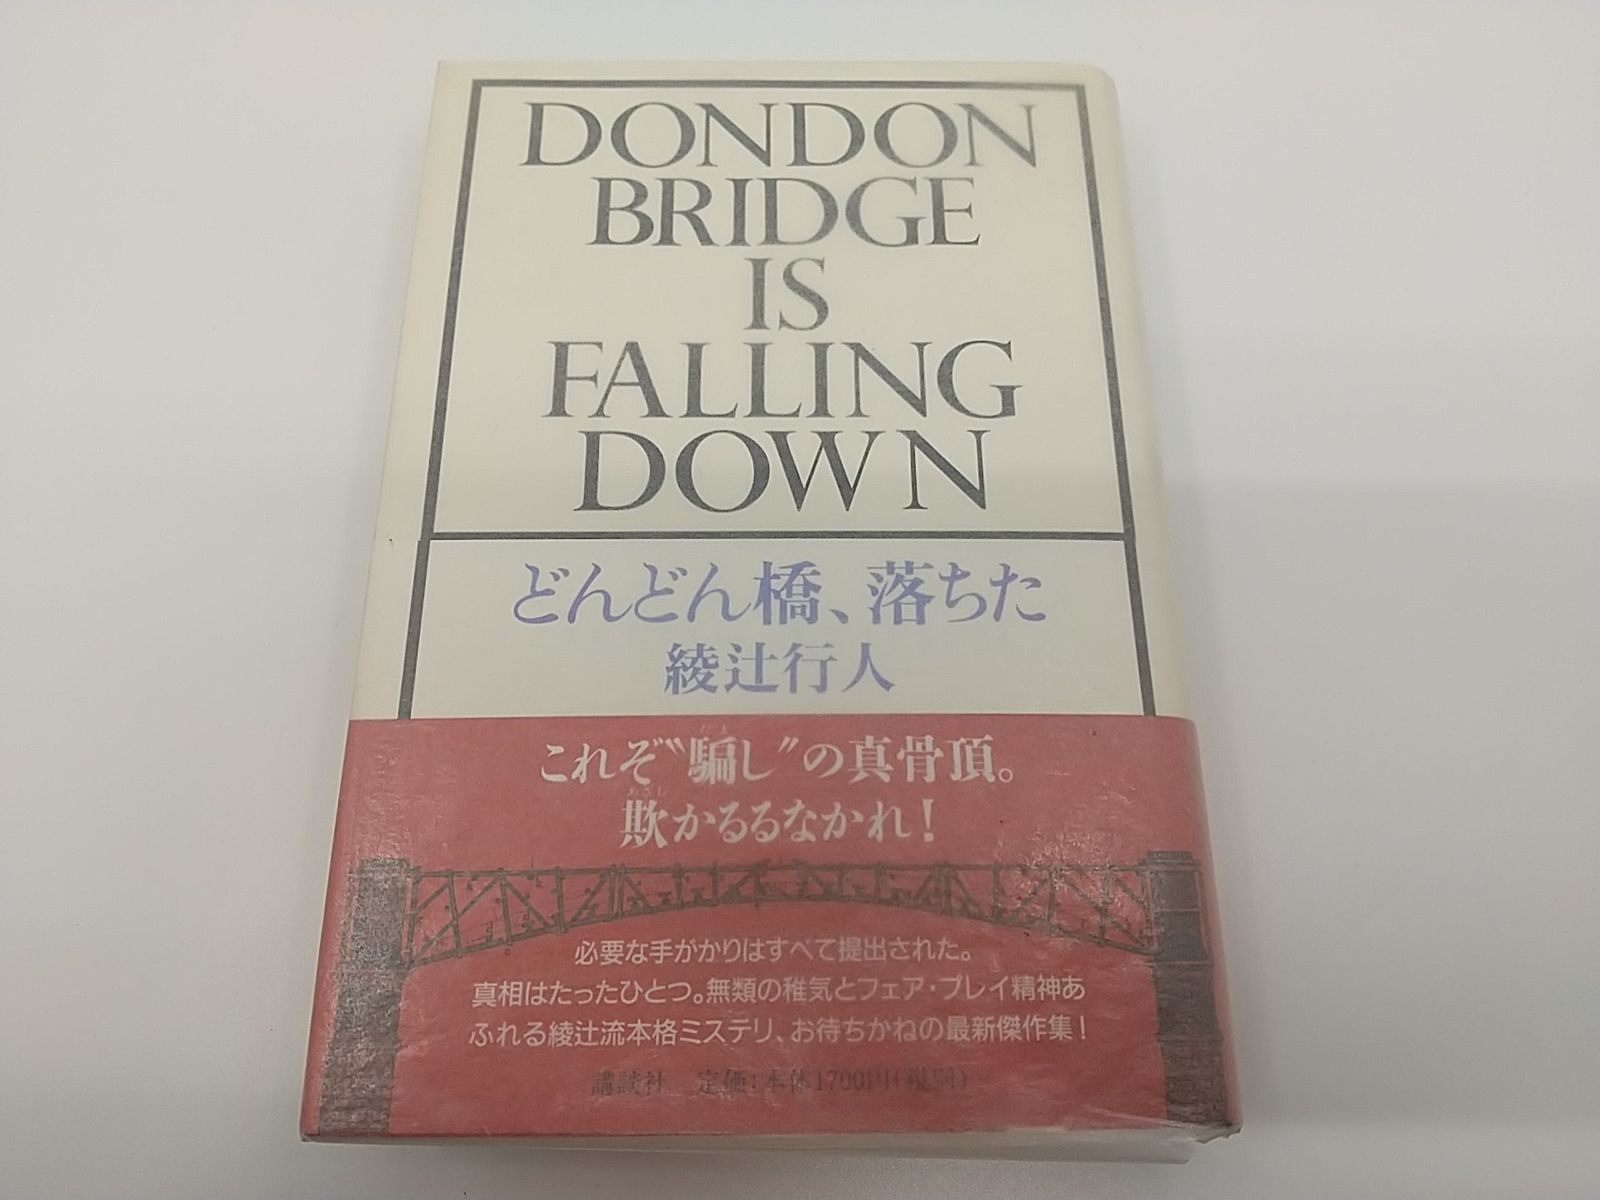 DONDON
BRIDGE
IS
FALLING
DOWN
どんどん橋、落ちた
綾辻行人
これぞ〝騙し〟の真骨頂。
欺かるるなかれ!
必要な手がかりはすべて提出された。
真相はたったひとつ。無類の稚気とフェア・プレイ精神あ
ふれる綾辻流本格ミステリ、お待ちかねの最新傑作集!
講談社 定価:本体1700円(税別)